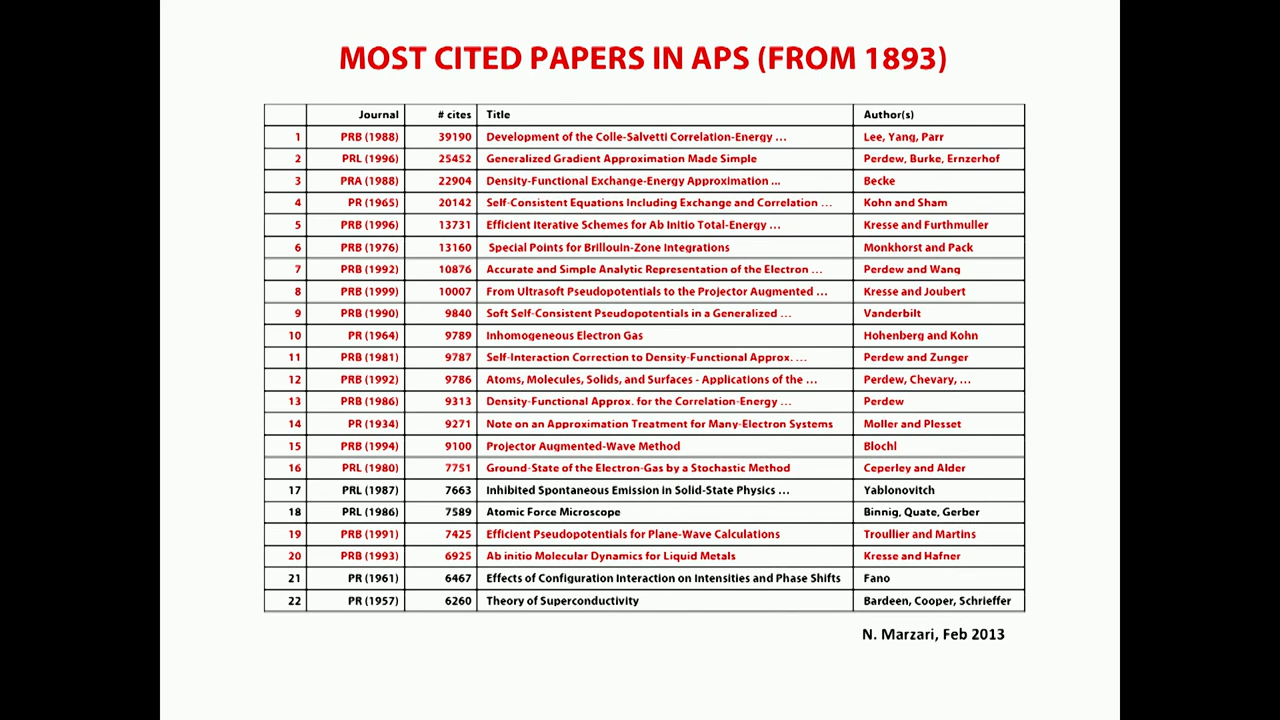 MOST CITED PAPERS IN APS (FROM 1893)
Journal # cites Title Author(s)
1 PRB (1988) 39190 Development of the Colle-Salvetti Correlation-Energy ... Lee, Yang, Parr
2 PRL (1996) 25452 Generalized Gradient Approximation Made Simple Perdew, Burke, Ernzerhof
3 PRA (1988) 22904 Density-Functional Exchange-Energy Approximation ... Becke
4 PR (1965) 20142 Self-Consistent Equations Including Exchange and Correlation ... Kohn and Sham
5 PRB (1996) 13731 Efficient Iterative Schemes for Ab Initio Total-Energy ... Kresse and Furthmuller
6 PRB (1976) 13160 Special Points for Brillouin-Zone Integrations Monkhorst and Pack
7 PRB (1992) 10876 Accurate and Simple Analytic Representation of the Electron ... Perdew and Wang
8 PRB (1999) 10007 From Ultrasoft Pseudopotentials to the Projector Augmented ... Kresse and Joubert
9 PRB (1990) 9840 Soft Self-Consistent Pseudopotentials in a Generalized ... Vanderbilt
10 PR (1964) 9789 Inhomogeneous Electron Gas Hohenberg and Kohn
11 PRB (1981) 9787 Self-Interaction Correction to Density-Functional Approx. ... Perdew and Zunger
12 PRB (1992) 9786 Atoms, Molecules, Solids, and Surfaces - Applications of the ... Perdew, Chevary, ...
13 PRB (1986) 9313 Density-Functional Approx. for the Correlation-Energy ... Perdew
14 PR (1934) 9271 Note on an Approximation Treatment for Many-Electron Systems Moller and Plesset
15 PRB (1994) 9100 Projector Augmented-Wave Method Blochl
16 PRL (1980) 7751 Ground-State of the Electron-Gas by a Stochastic Method Ceperley and Alder
17 PRL (1987) 7663 Inhibited Spontaneous Emission in Solid-State Physics ... Yablonovitch
18 PRL (1986) 7589 Atomic Force Microscope Binnig, Quate, Gerber
19 PRB (1991) 7425 Efficient Pseudopotentials for Plane-Wave Calculations Troullier and Martins
20 PRB (1993) 6925 Ab initio Molecular Dynamics for Liquid Metals Kresse and Hafner
21 PR (1961) 6467 Effects of Configuration Interaction on Intensities and Phase Shifts Fano
22 PR (1957) 6260 Theory of Superconductivity Bardeen, Cooper, Schrieffer
N. Marzari, Feb 2013